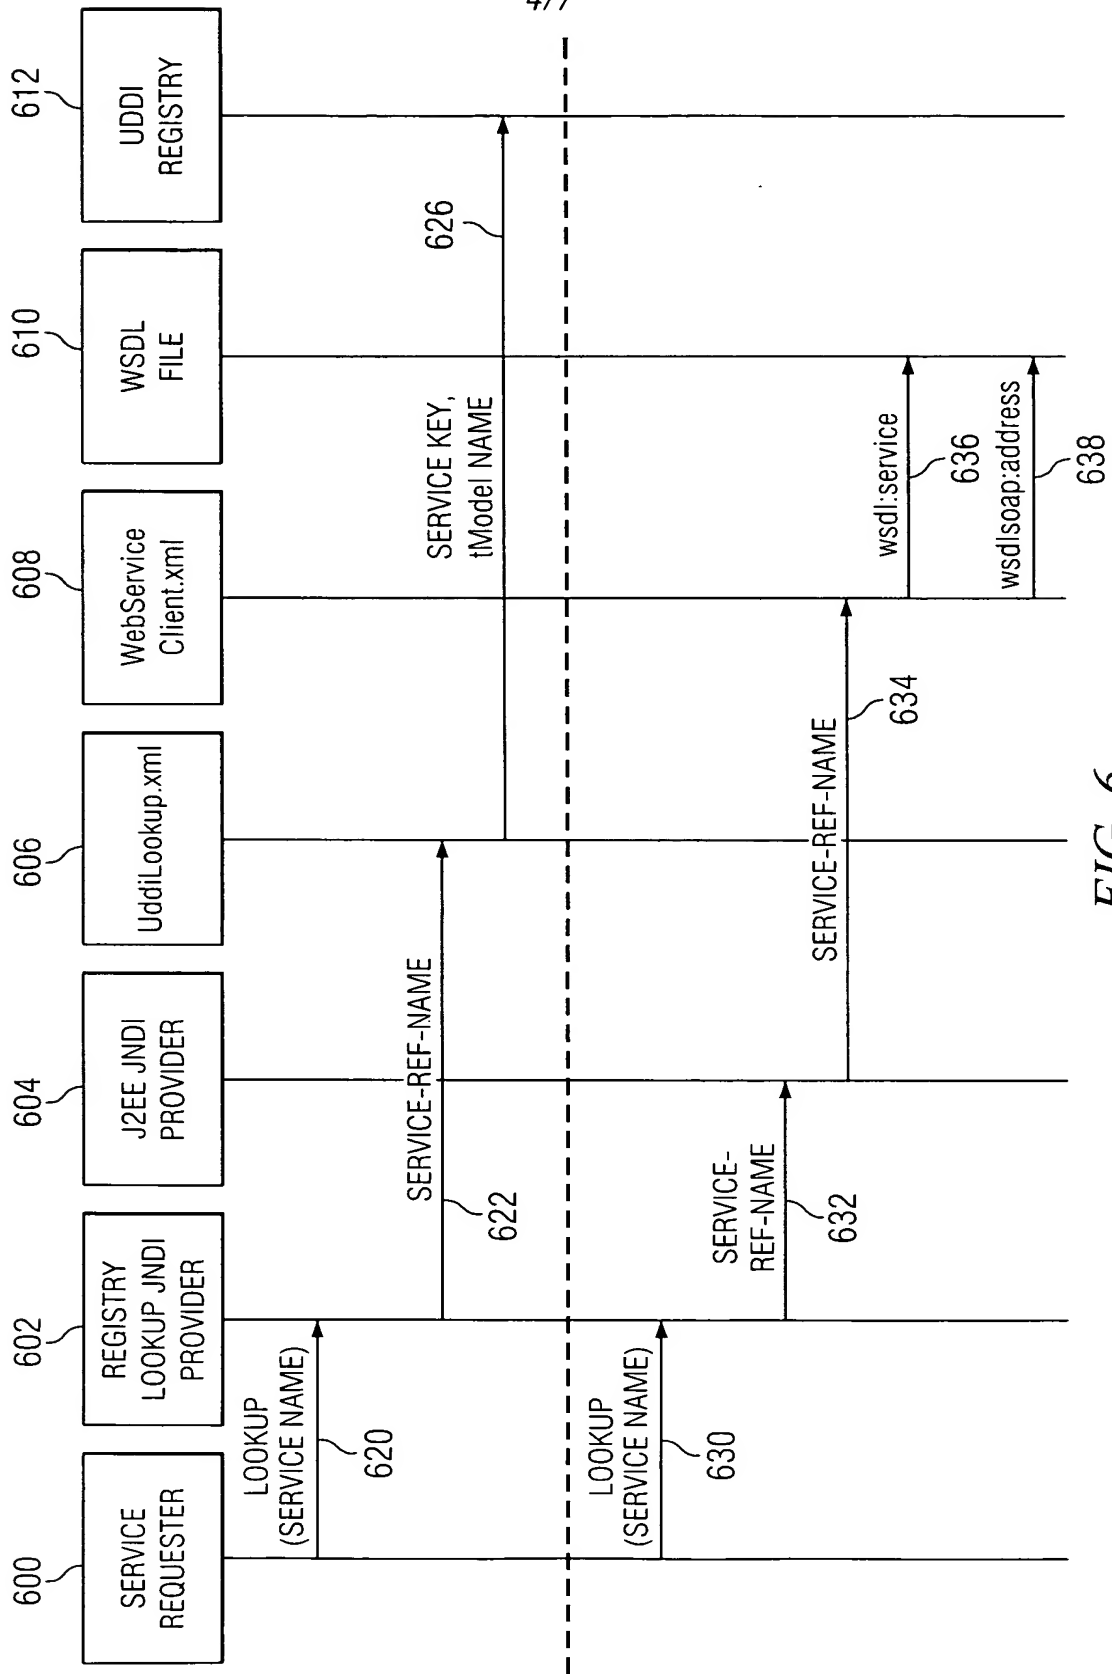 4/7
600
602
604
606
608
610
612
SERVICE
REQUESTER
REGISTRY
LOOKUP JNDI
PROVIDER
J2EE JNDI
PROVIDER
UddiLookup.xml
WebService
Client.xml
WSDL
FILE
UDDI
REGISTRY
LOOKUP
(SERVICE NAME)
620
SERVICE-REF-NAME
622
SERVICE KEY,
tModel NAME
626
LOOKUP
(SERVICE NAME)
630
SERVICE-
REF-NAME
632
SERVICE-REF-NAME
634
wsdl:service
636
wsdlsoap:address
638
FIG. 6